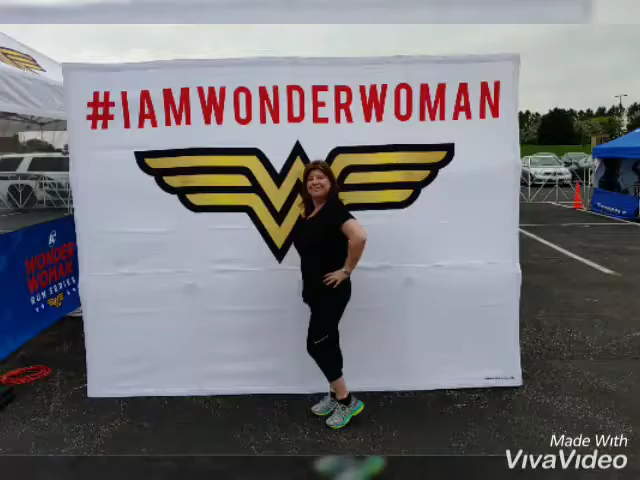 #IAMWONDERWOMAN
WONDER
WOMAN
RUN SERIES
Made With
VivaVideo